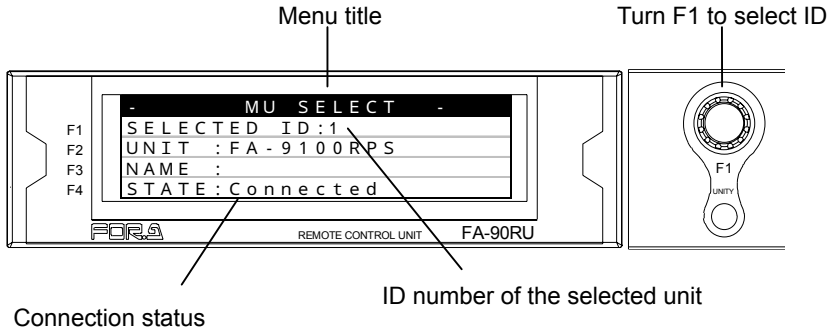 Menu title
Turn F1 to select ID
- MU SELECT -
F1 SELECTED ID:1
F2 UNIT :FA-9100RPS
F3 NAME :
F4 STATE:Connected
F1
UNITY
FOR.A REMOTE CONTROL UNIT FA-90RU
ID number of the selected unit
Connection status